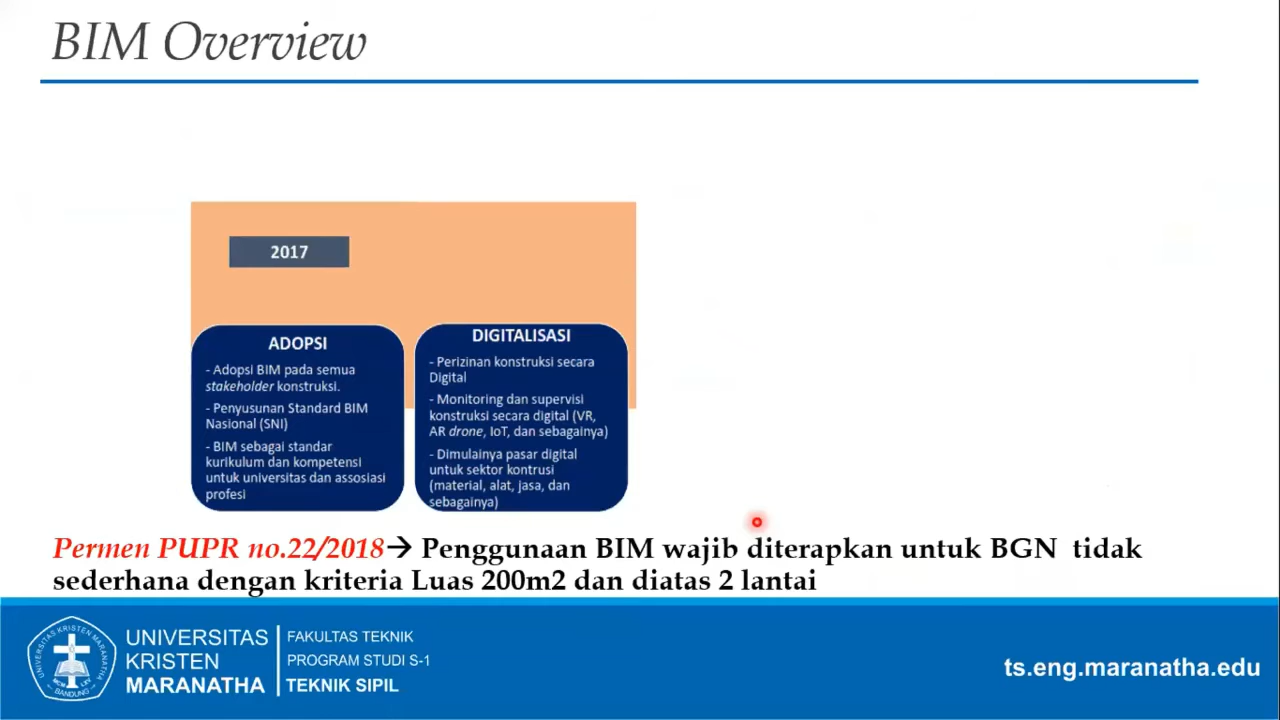 BIM Overview
2017
ADOPSI
- Adopsi BIM pada semua
stakeholder konstruksi.
- Penyusunan Standard BIM
Nasional (SNI)
- BIM sebagai standar
kurikulum dan kompetensi
untuk universitas dan assosiasi
profesi
DIGITALISASI
- Perizinan konstruksi secara
Digital
- Monitoring dan supervisi
konstruksi secara digital (VR,
AR drone, IoT, dan sebagainya)
- Dimulainya pasar digital
untuk sektor kontrusi
(material, alat, jasa, dan
sebagainya)
Permen PUPR no.22/2018→ Penggunaan BIM wajib diterapkan untuk BGN tidak
sederhana dengan kriteria Luas 200m2 dan diatas 2 lantai
UNIVERSITAS KRISTEN MARANATHA
BANDUNG
UNIVERSITAS
KRISTEN
MARANATHA
FAKULTAS TEKNIK
PROGRAM STUDI S-1
TEKNIK SIPIL
ts.eng.maranatha.edu